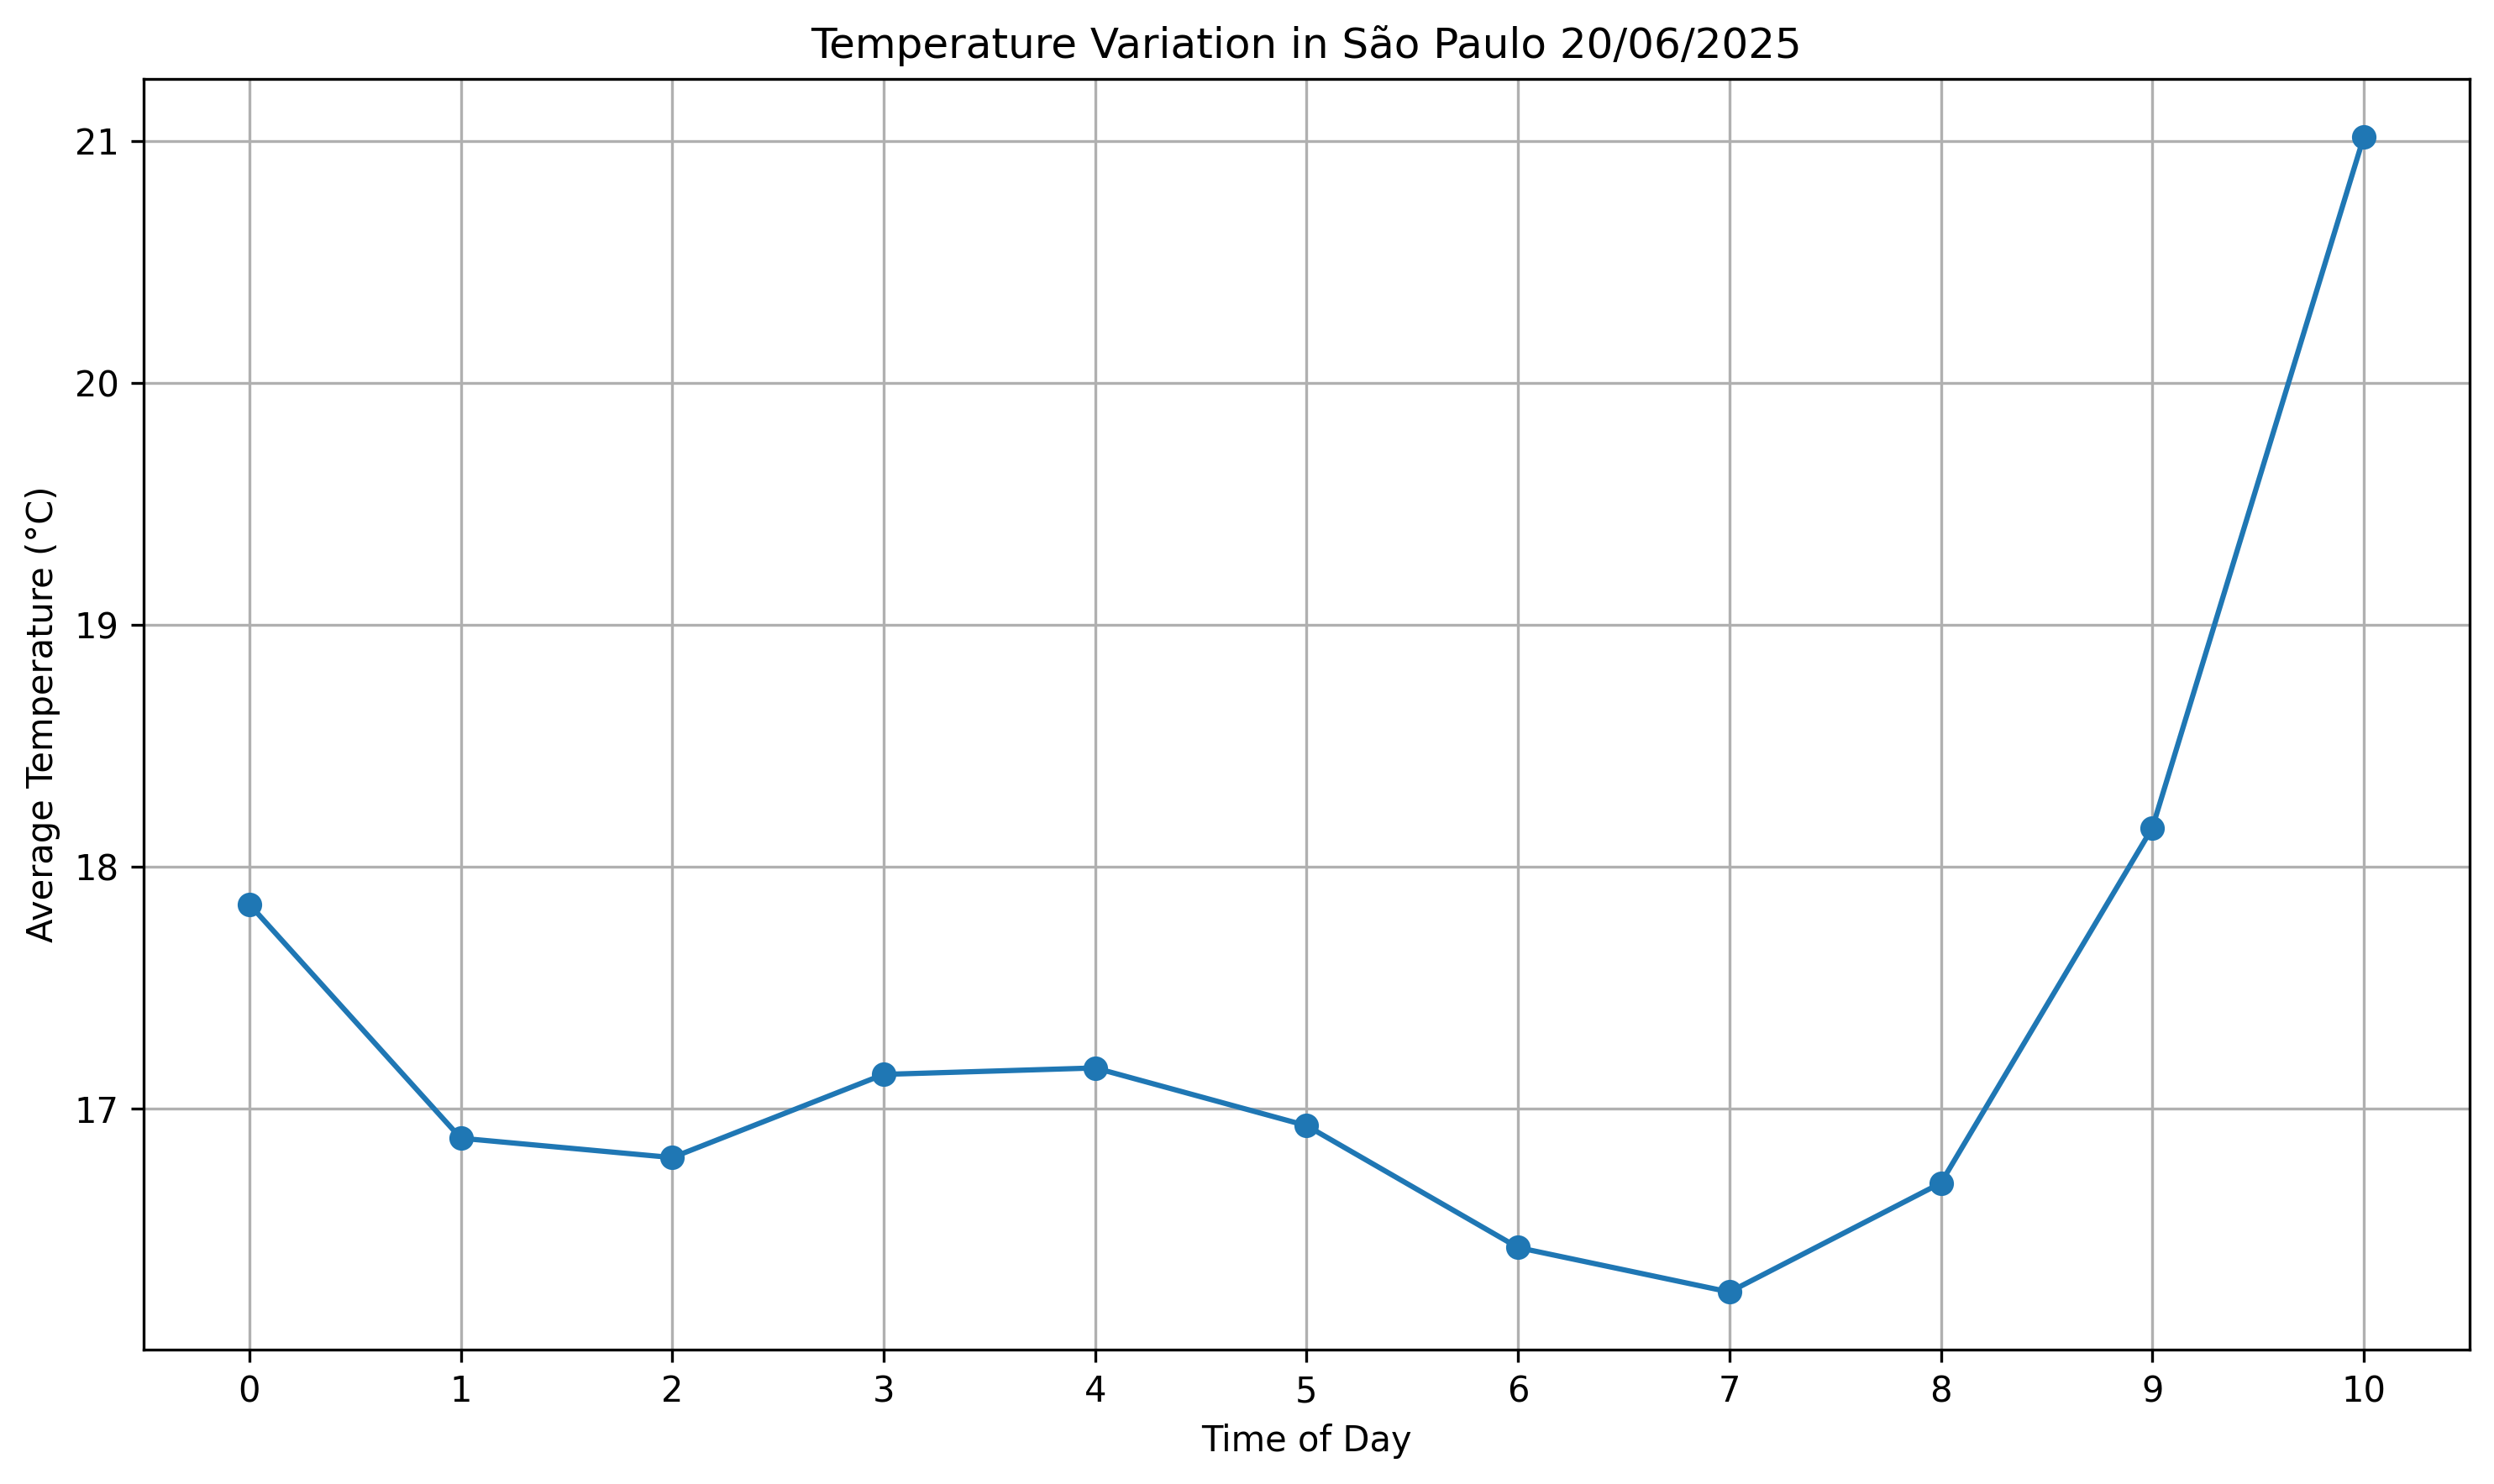 Temperature Variation in São Paulo 20/06/2025
21
20
19
18
17
Average Temperature (°C)
0 1 2 3 4 5 6 7 8 9 10
Time of Day